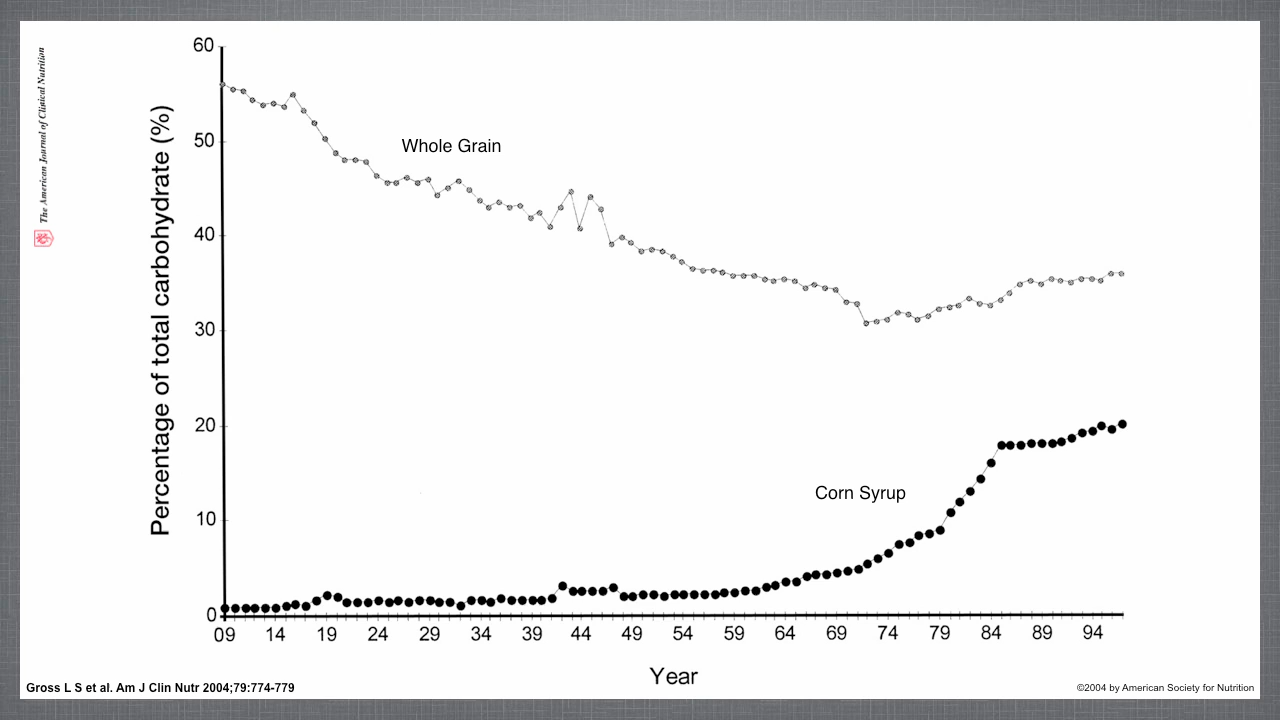 The American Journal of Clinical Nutrition
Percentage of total carbohydrate (%)
60
50
40
30
20
10
0
Whole Grain
Corn Syrup
09 14 19 24 29 34 39 44 49 54 59 64 69 74 79 84 89 94
Year
Gross L S et al. Am J Clin Nutr 2004;79:774-779
©2004 by American Society for Nutrition